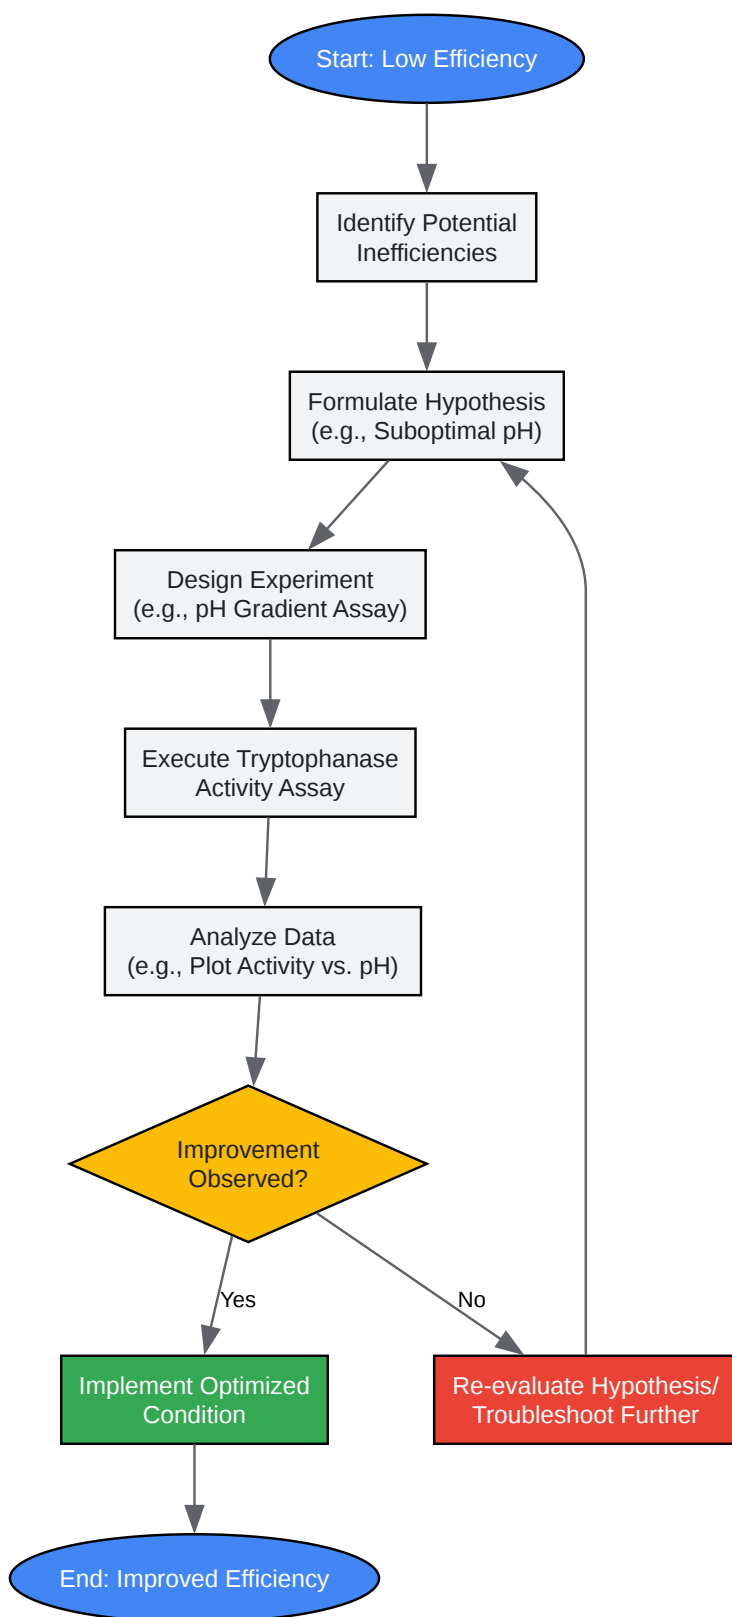 Start: Low Efficiency
Identify Potential
Inefficiencies
Formulate Hypothesis
(e.g., Suboptimal pH)
Design Experiment
(e.g., pH Gradient Assay)
Execute Tryptophanase
Activity Assay
Analyze Data
(e.g., Plot Activity vs. pH)
Improvement
Observed?
Yes
No
Implement Optimized
Condition
Re-evaluate Hypothesis/
Troubleshoot Further
End: Improved Efficiency